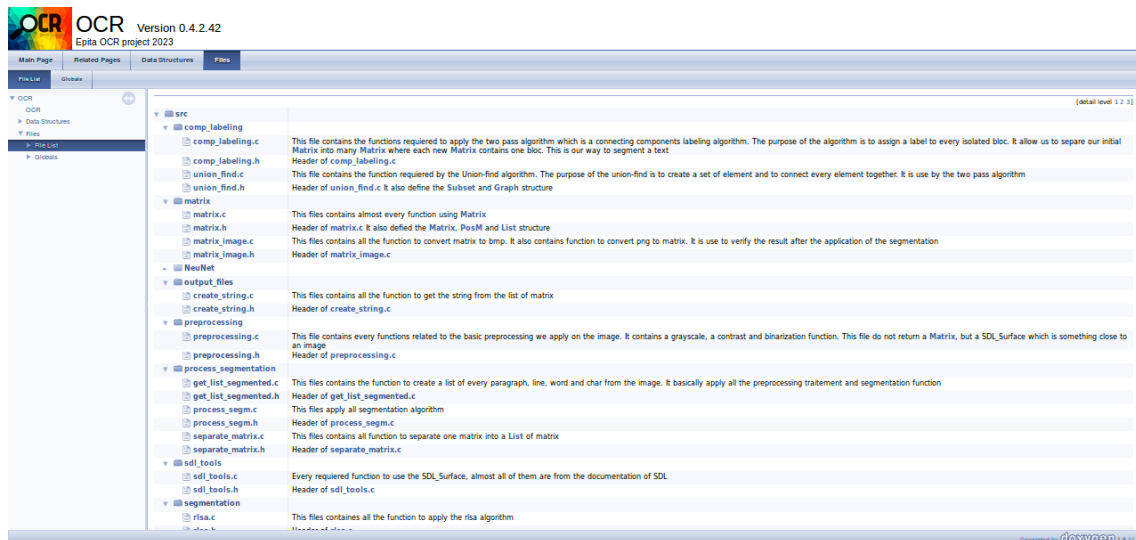 OCR
OCR Version 0.4.2.42
Epita OCR project 2023
Main Page Related Pages Data Structures Files
File List Globals
OCR
OCR
Data Structures
Files
File List
Globals
[detail level 1 2 3]
src
comp_labeling
comp_labeling.c This file contains the functions requiered to apply the two pass algorithm which is a connecting components labeling algorithm. The purpose of the algorithm is to assign a label to every isolated bloc. It allow us to separe our initial
Matrix into many Matrix where each new Matrix contains one bloc. This is our way to segment a text
comp_labeling.h Header of comp_labeling.c
union_find.c This file contains the function requiered by the Union-find algorithm. The purpose of the union-find is to create a set of element and to connect every element together. It is use by the two pass algorithm
union_find.h Header of union_find.c It also define the Subset and Graph structure
matrix
matrix.c This files contains almost every function using Matrix
matrix.h Header of matrix.c It also defied the Matrix, PosM and List structure
matrix_image.c This files contains all the function to convert matrix to bmp. It also contains function to convert png to matrix. It is use to verify the result after the application of the segmentation
matrix_image.h Header of matrix_image.c
NeuNet
output_files
create_string.c This files contains all the function to get the string from the list of matrix
create_string.h Header of create_string.c
preprocessing
preprocessing.c This file contains every functions related to the basic preprocessing we apply on the image. It contains a grayscale, a contrast and binarization function. This file do not return a Matrix, but a SDL_Surface which is something close to
an image
preprocessing.h Header of preprocessing.c
process_segmentation
get_list_segmented.c This files contains the function to create a list of every paragraph, line, word and char from the image. It basically apply all the preprocessing traitement and segmentation function
get_list_segmented.h Header of get_list_segmented.c
process_segm.c This files apply all segmentation algorithm
process_segm.h Header of process_segm.c
separate_matrix.c This files contains all function to separate one matrix into a List of matrix
separate_matrix.h Header of separate_matrix.c
sdl_tools
sdl_tools.c Every requiered function to use the SDL_Surface, almost all of them are from the documentation of SDL
sdl_tools.h Header of sdl_tools.c
segmentation
rlsa.c This files containes all the function to apply the rlsa algorithm
doxygen